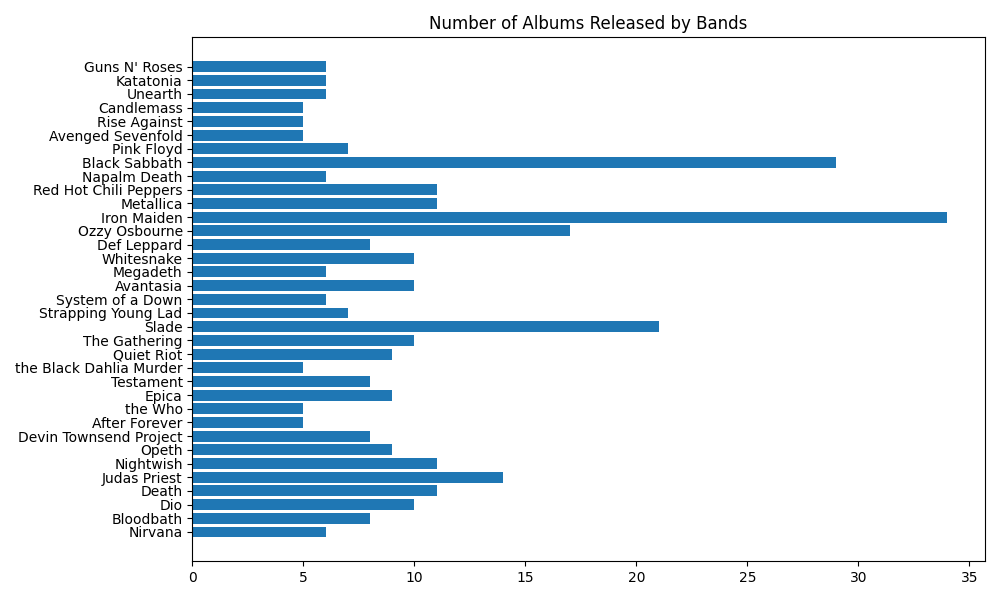 Number of Albums Released by Bands
Guns N' Roses
Katatonia
Unearth
Candlemass
Rise Against
Avenged Sevenfold
Pink Floyd
Black Sabbath
Napalm Death
Red Hot Chili Peppers
Metallica
Iron Maiden
Ozzy Osbourne
Def Leppard
Whitesnake
Megadeth
Avantasia
System of a Down
Strapping Young Lad
Slade
The Gathering
Quiet Riot
the Black Dahlia Murder
Testament
Epica
the Who
After Forever
Devin Townsend Project
Opeth
Nightwish
Judas Priest
Death
Dio
Bloodbath
Nirvana
0 5 10 15 20 25 30 35